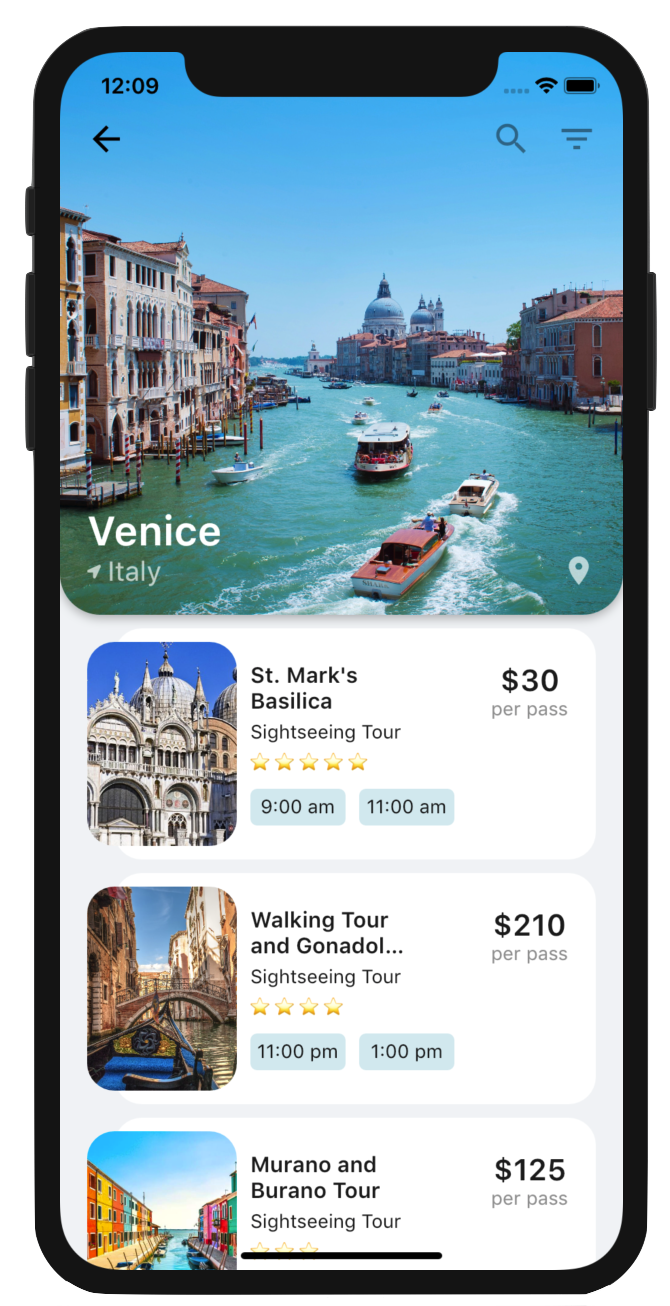 12:09
Venice
Italy
St. Mark's
Basilica
$30
per pass
Sightseeing Tour
9:00 am
11:00 am
Walking Tour
and Gonadol...
$210
per pass
Sightseeing Tour
11:00 pm
1:00 pm
Murano and
Burano Tour
$125
per pass
Sightseeing Tour